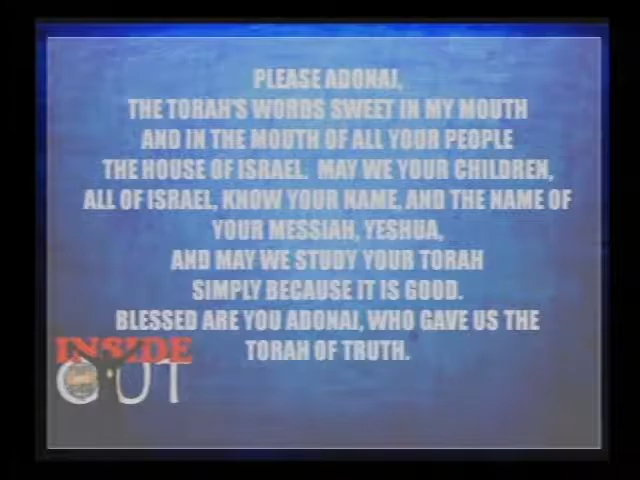 PLEASE ADONAI,
THE TORAH'S WORDS SWEET IN MY MOUTH
AND IN THE MOUTH OF ALL YOUR PEOPLE
THE HOUSE OF ISRAEL. MAY WE YOUR CHILDREN,
ALL OF ISRAEL, KNOW YOUR NAME, AND THE NAME OF
YOUR MESSIAH, YESHUA,
AND MAY WE STUDY YOUR TORAH
SIMPLY BECAUSE IT IS GOOD.
BLESSED ARE YOU ADONAI, WHO GAVE US THE
TORAH OF TRUTH.
INSIDE
OUT